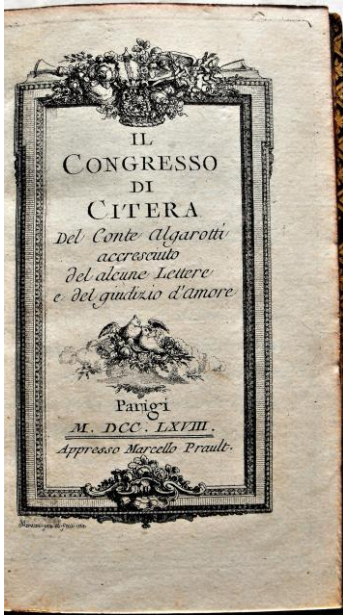 IL
CONGRESSO
DI
CITERA
Del Conte Algarotti
accresciuto
del alcune Lettere
e del giudizio d'amore
Parigi
M. DCC. LXVIII.
Appresso Marcello Prault.